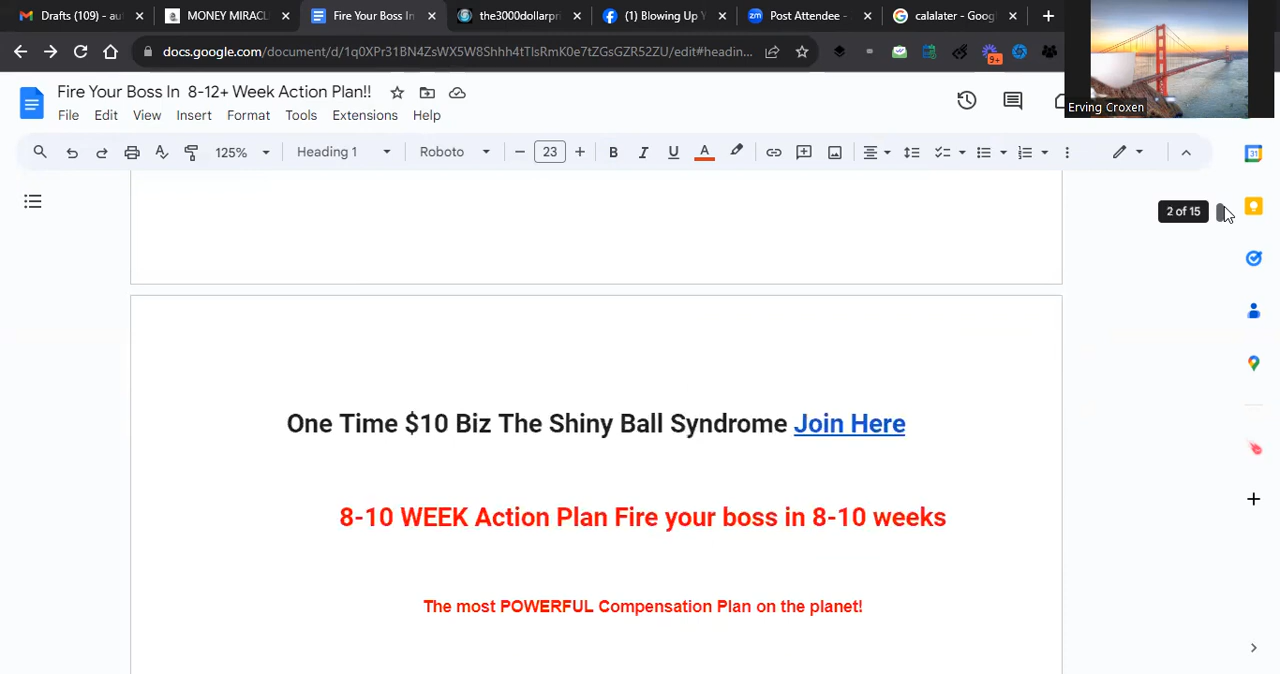 Drafts (109) - au
MONEY MIRACL
Fire Your Boss In
the3000dollarpri
(1) Blowing Up Y
Post Attendee -
calalater - Goog
docs.google.com/document/d/1q0XPr31BN4ZsWX5W8Shhh4tTlsRmK0e7tZGsGZR52ZU/edit#headin...
9+
Erving Croxen
Fire Your Boss In 8-12+ Week Action Plan!!
File Edit View Insert Format Tools Extensions Help
125% Heading 1 Roboto 23 B I U A
31
2 of 15
One Time $10 Biz The Shiny Ball Syndrome Join Here
8-10 WEEK Action Plan Fire your boss in 8-10 weeks
The most POWERFUL Compensation Plan on the planet!